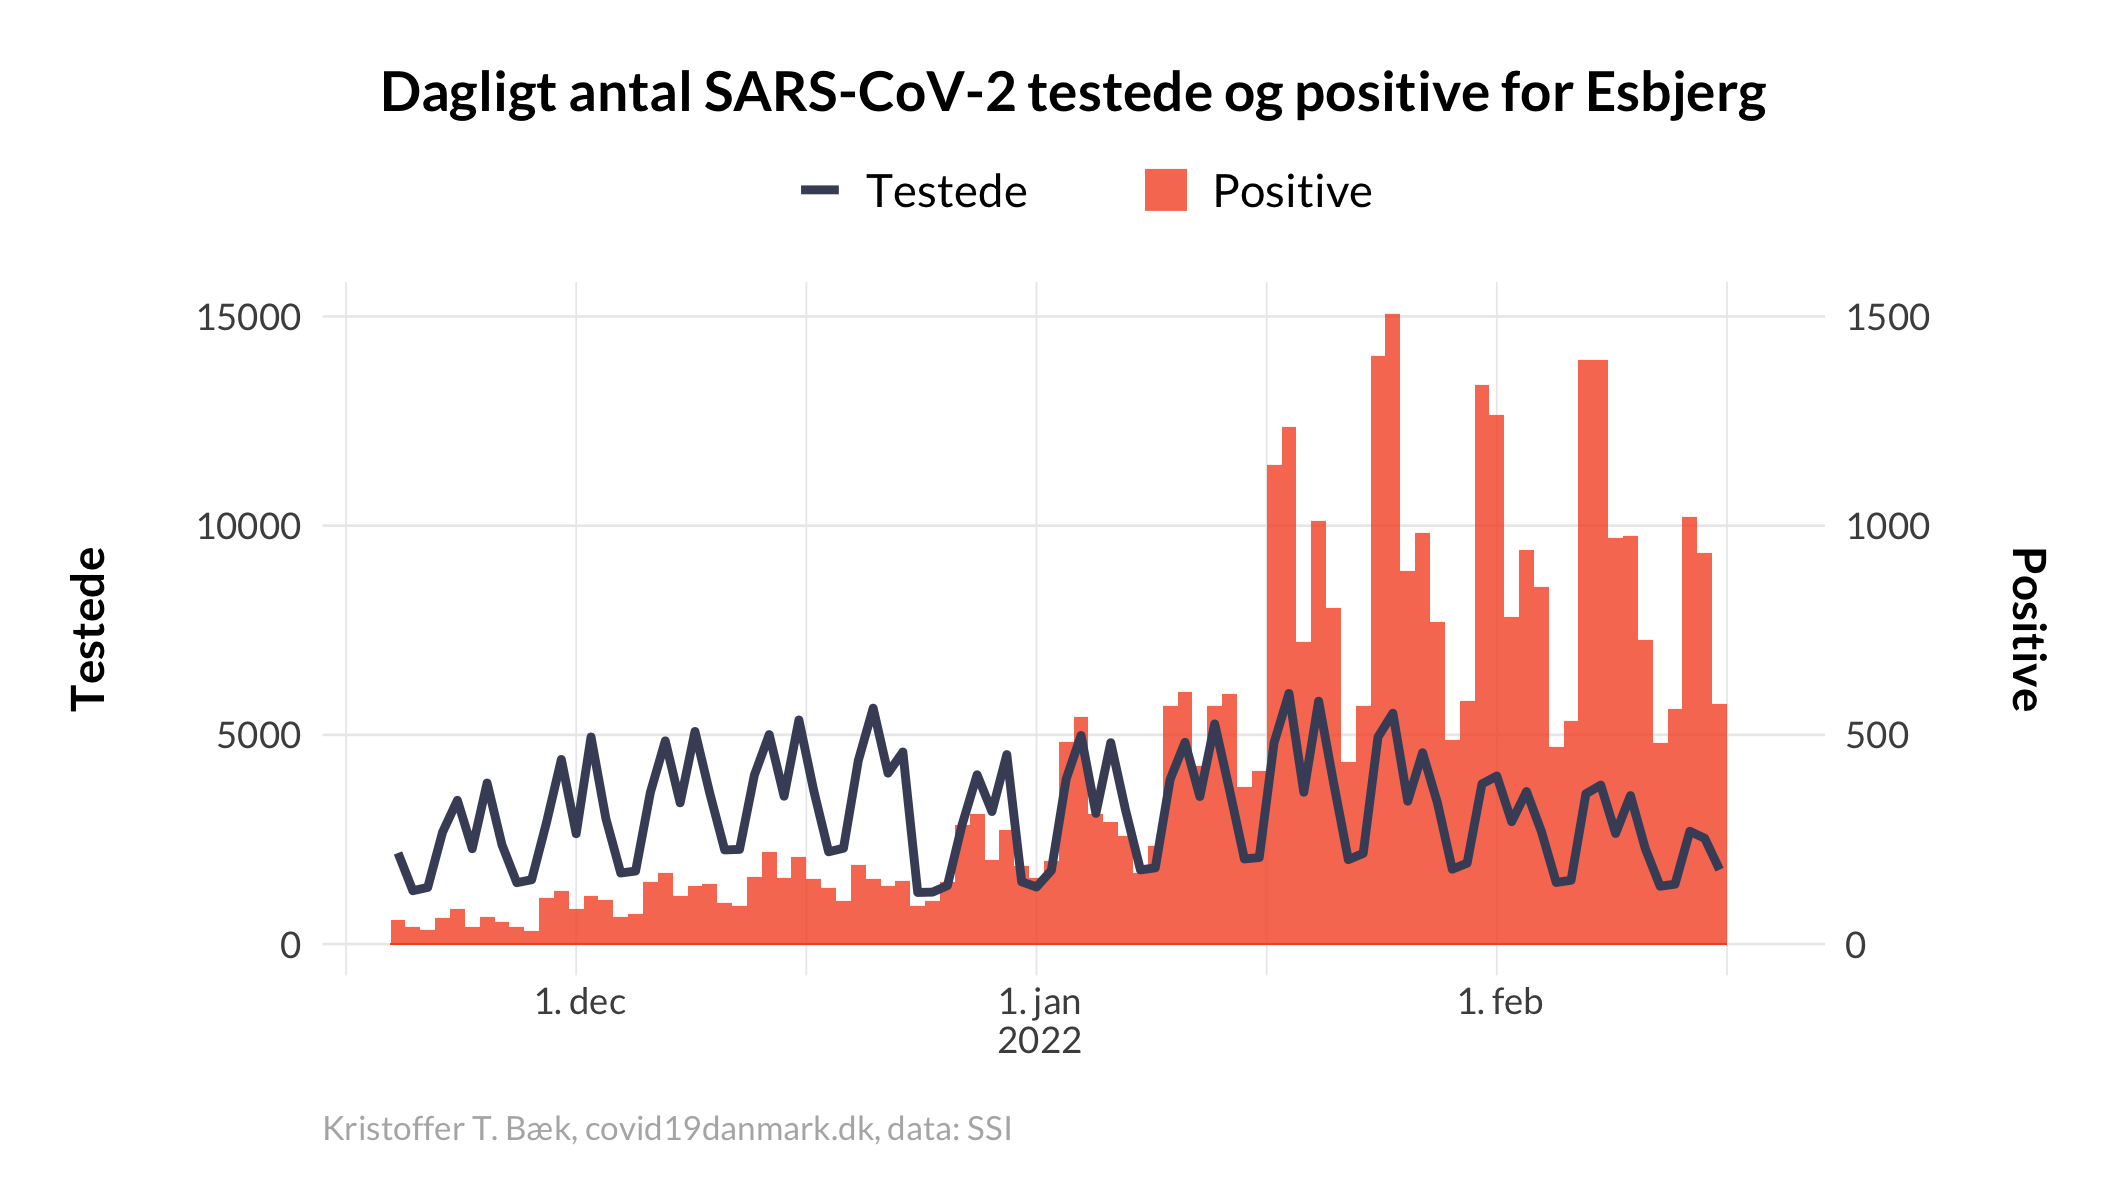 Dagligt antal SARS-CoV-2 testede og positive for Esbjerg
Testede
Positive
15000
10000
5000
0
Testede
1500
1000
500
0
Positive
1. dec
1. jan
2022
1. feb
Kristoffer T. Bæk, covid19danmark.dk, data: SSI